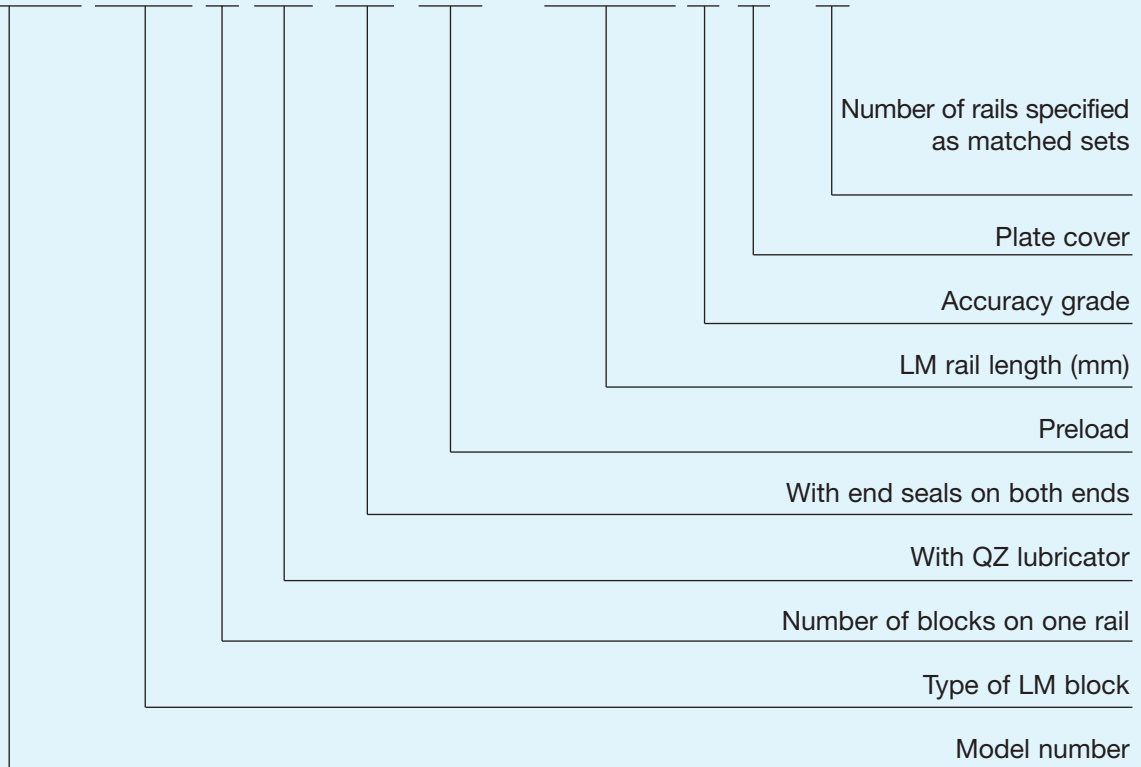 Number of rails specified
as matched sets
Plate cover
Accuracy grade
LM rail length (mm)
Preload
With end seals on both ends
With QZ lubricator
Number of blocks on one rail
Type of LM block
Model number